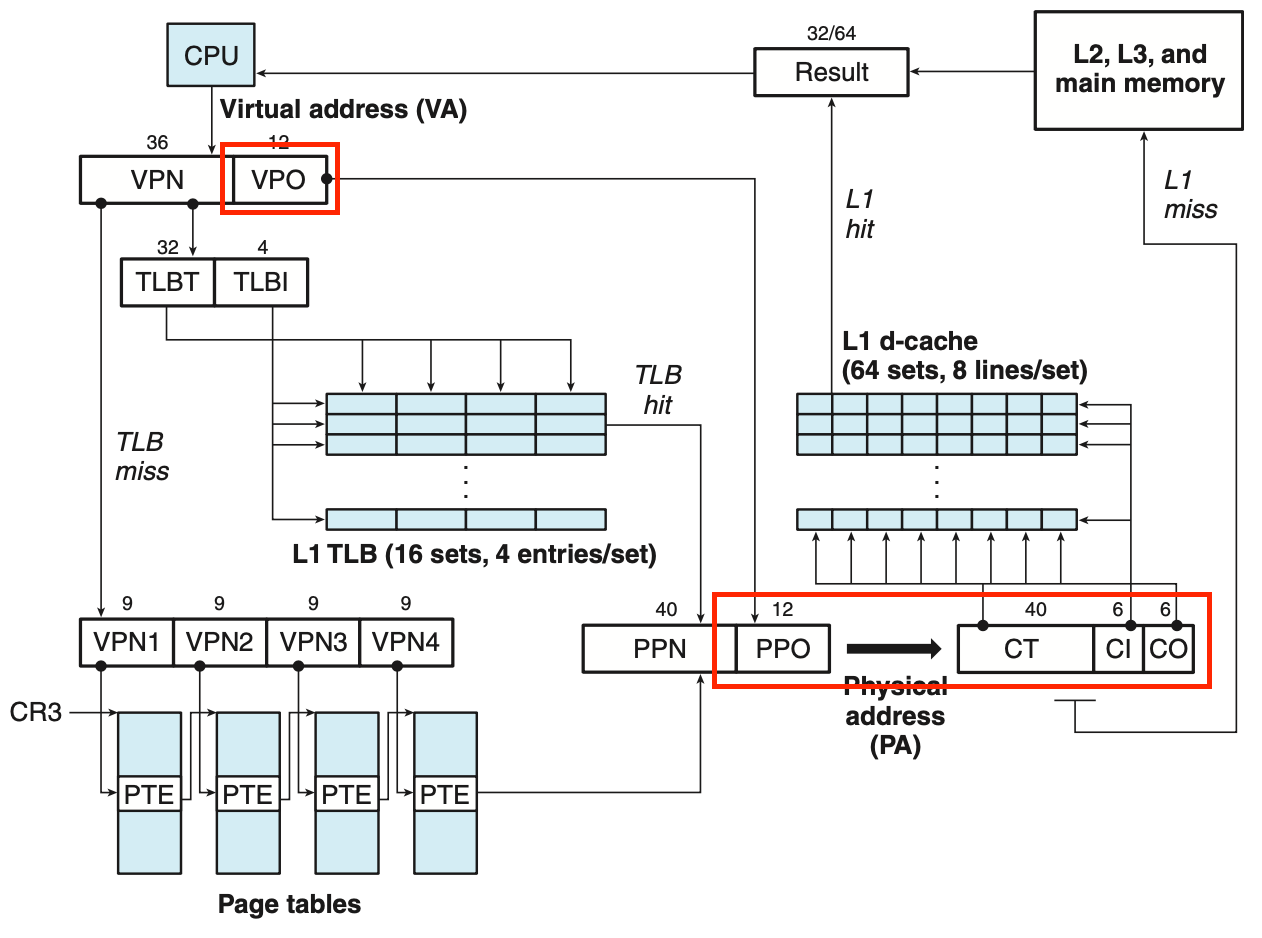 CPU
32/64
Result
L2, L3, and
main memory
Virtual address (VA)
36
12
VPN
VPO
L1
hit
L1
miss
32
4
TLBT
TLBI
TLB
hit
L1 d-cache
(64 sets, 8 lines/set)
TLB
miss
L1 TLB (16 sets, 4 entries/set)
9
9
9
9
VPN1
VPN2
VPN3
VPN4
40
12
PPN
PPO
40
6
6
CT
CI
CO
Physical
address
(PA)
CR3
PTE
PTE
PTE
PTE
Page tables